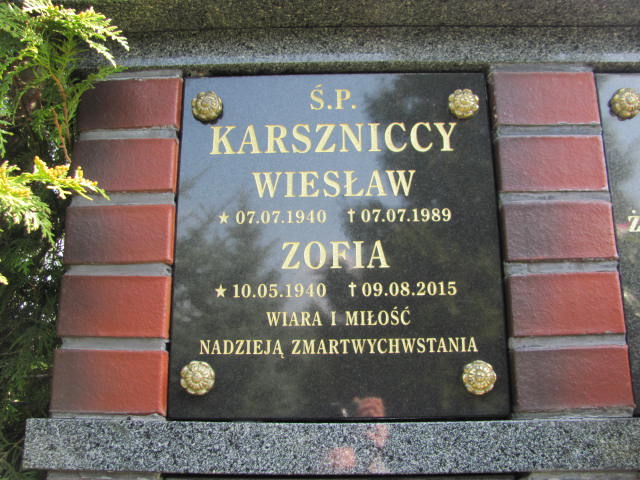 Ś.P.
KARSZNICCY
WIESŁAW
★ 07.07.1940 † 07.07.1989
ZOFIA
★ 10.05.1940 † 09.08.2015
WIARA I MIŁOŚĆ
NADZIEJĄ ZMARTWYCHWSTANIA